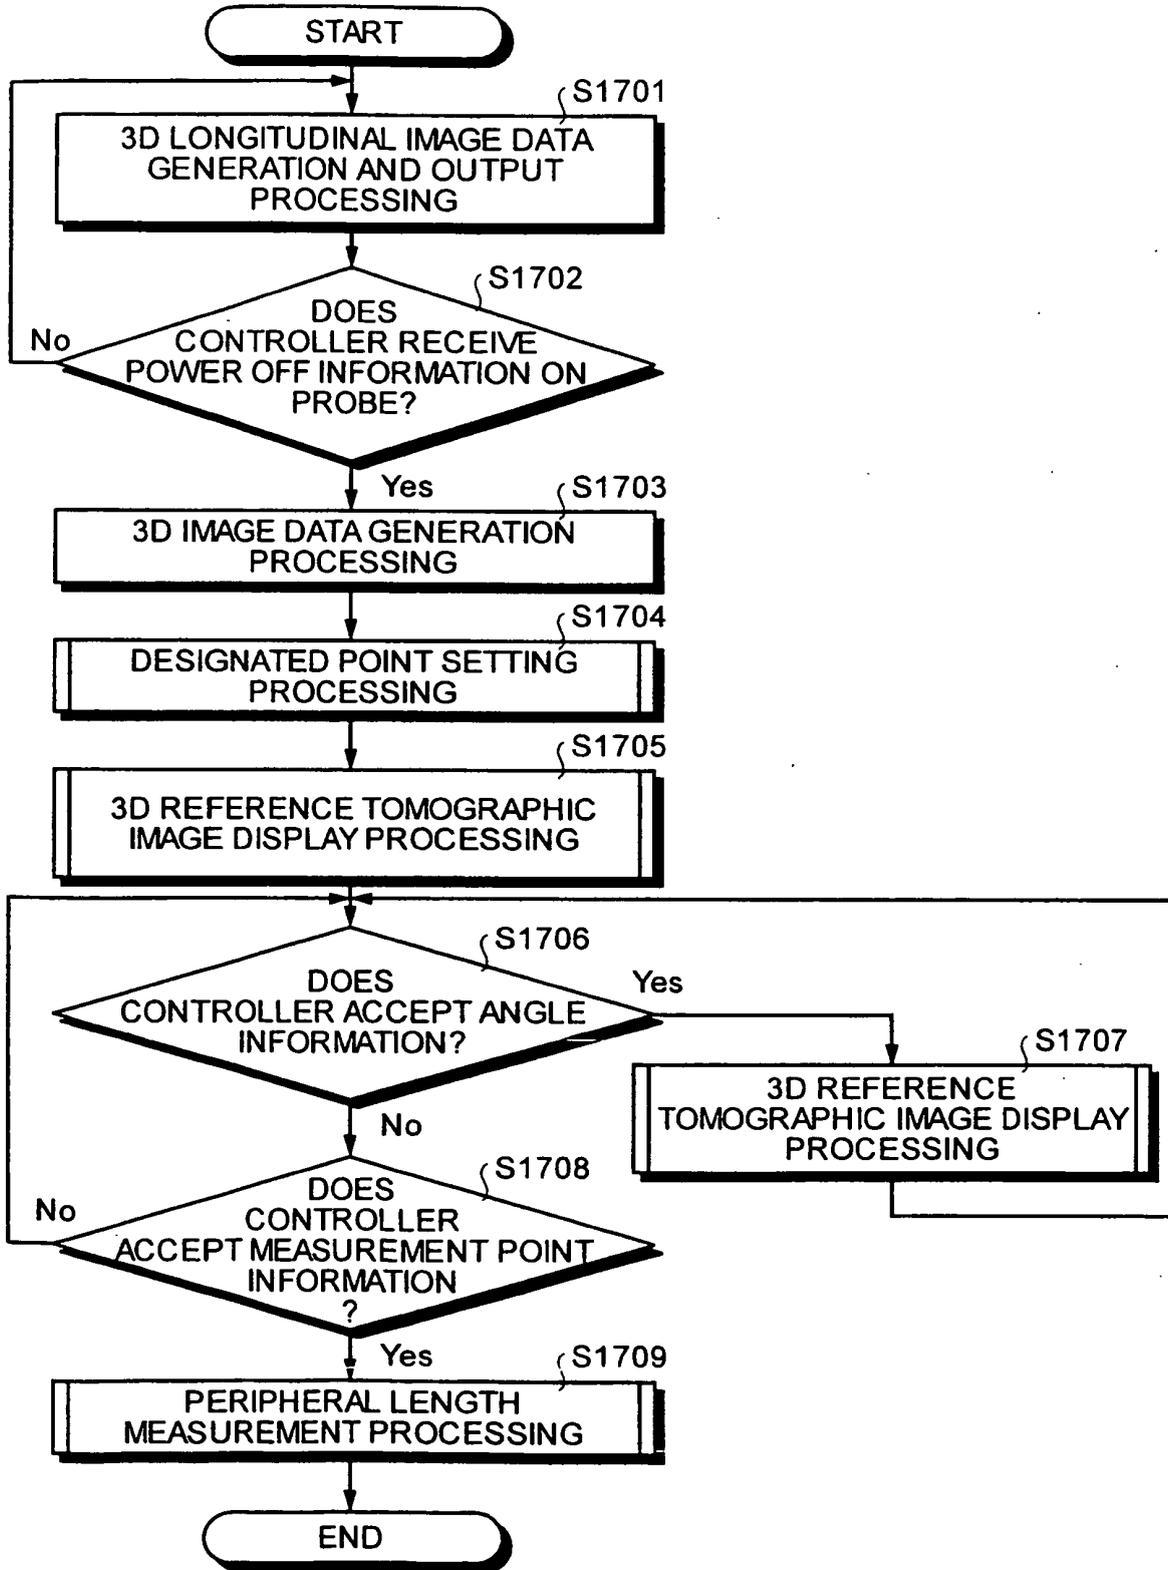 START
S1701
3D LONGITUDINAL IMAGE DATA
GENERATION AND OUTPUT
PROCESSING
S1702
DOES
CONTROLLER RECEIVE
POWER OFF INFORMATION ON
PROBE?
No
Yes
S1703
3D IMAGE DATA GENERATION
PROCESSING
S1704
DESIGNATED POINT SETTING
PROCESSING
S1705
3D REFERENCE TOMOGRAPHIC
IMAGE DISPLAY PROCESSING
S1706
DOES
CONTROLLER ACCEPT ANGLE
INFORMATION?
Yes
S1707
3D REFERENCE
TOMOGRAPHIC IMAGE DISPLAY
PROCESSING
No
S1708
DOES
CONTROLLER
ACCEPT MEASUREMENT POINT
INFORMATION
?
No
Yes
S1709
PERIPHERAL LENGTH
MEASUREMENT PROCESSING
END